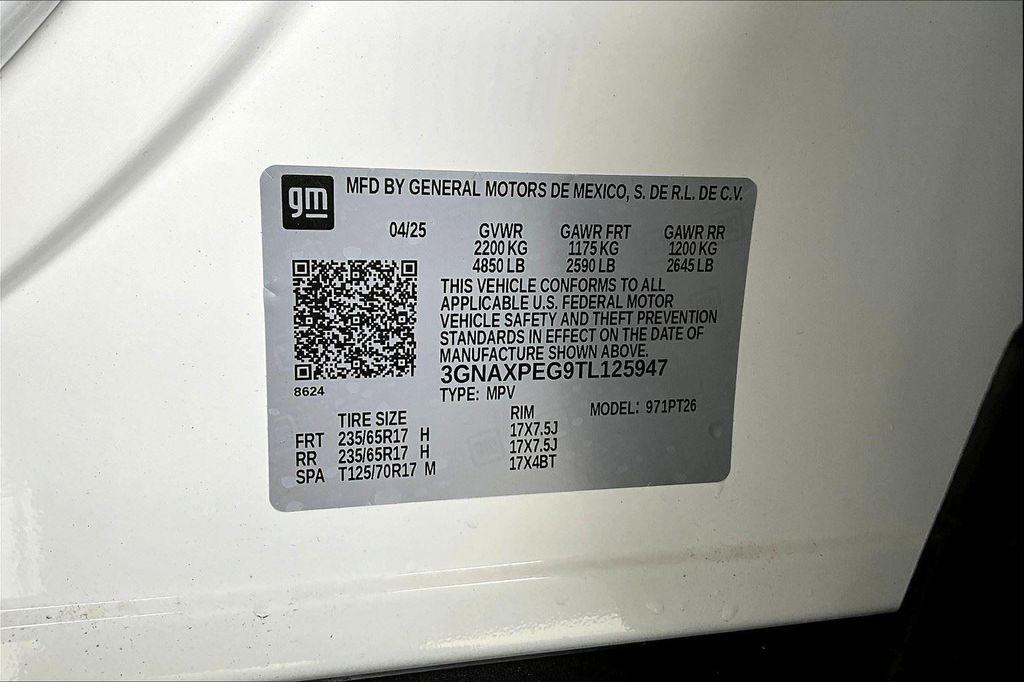 gm
MFD BY GENERAL MOTORS DE MEXICO, S. DE R.L. DE C.V.
04/25 GVWR GAWR FRT GAWR RR
2200 KG 1175 KG 1200 KG
4850 LB 2590 LB 2645 LB
THIS VEHICLE CONFORMS TO ALL
APPLICABLE U.S. FEDERAL MOTOR
VEHICLE SAFETY AND THEFT PREVENTION
STANDARDS IN EFFECT ON THE DATE OF
MANUFACTURE SHOWN ABOVE.
3GNAXPEG9TL125947
8624
TYPE: MPV
MODEL: 971PT26
TIRE SIZE RIM
FRT 235/65R17 H 17X7.5J
RR 235/65R17 H 17X7.5J
SPA T125/70R17 M 17X4BT